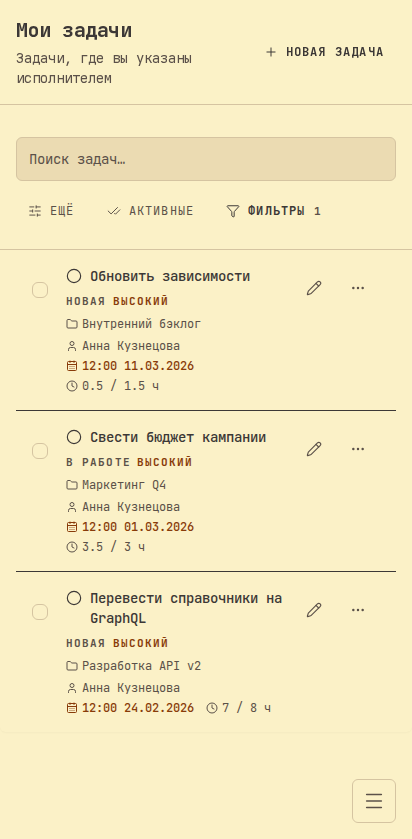 Мои задачи
Задачи, где вы указаны
исполнителем
НОВАЯ ЗАДАЧА
Поиск задач…
ЕЩЁ
АКТИВНЫЕ
ФИЛЬТРЫ 1
Обновить зависимости
НОВАЯ ВЫСОКИЙ
Внутренний бэклог
Анна Кузнецова
12:00 11.03.2026
0.5 / 1.5 ч
Свести бюджет кампании
В РАБОТЕ ВЫСОКИЙ
Маркетинг Q4
Анна Кузнецова
12:00 01.03.2026
3.5 / 3 ч
Перевести справочники на
GraphQL
НОВАЯ ВЫСОКИЙ
Разработка API v2
Анна Кузнецова
12:00 24.02.2026 7 / 8 ч